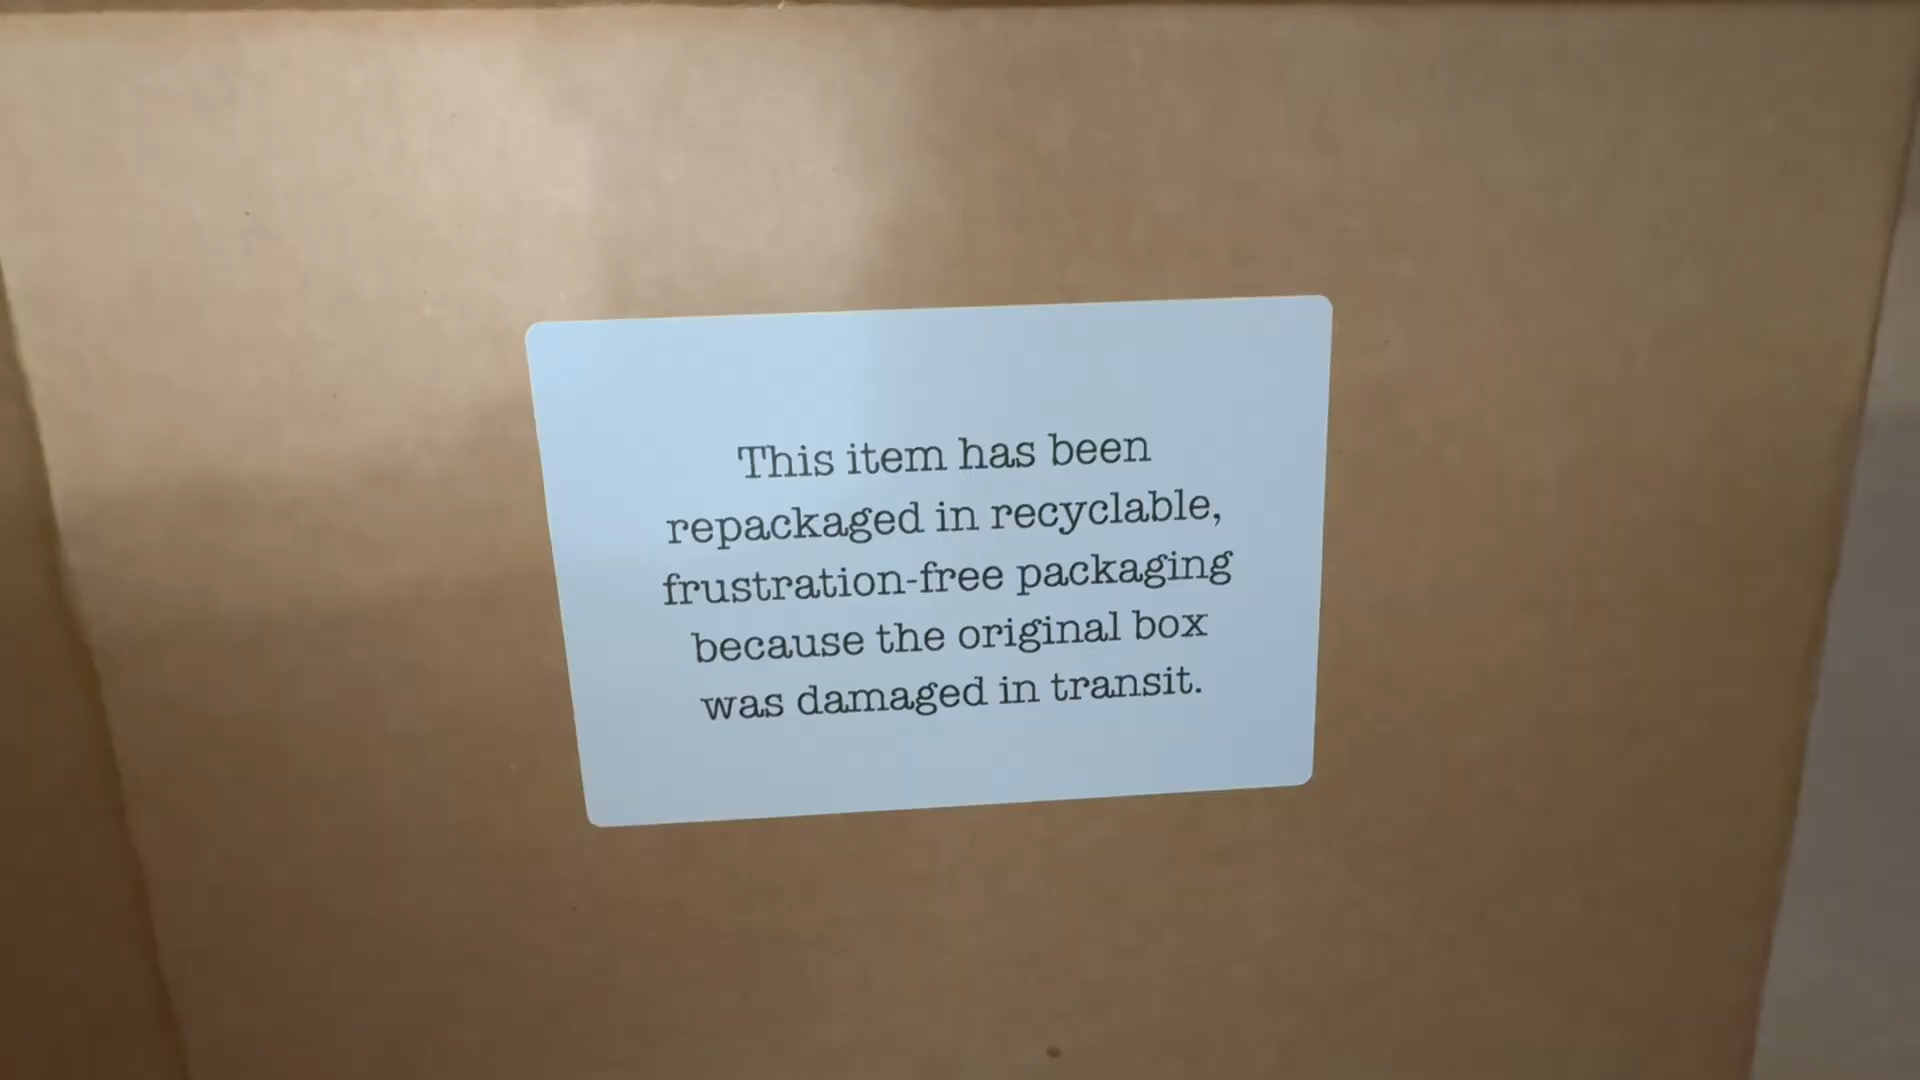 This item has been
repackaged in recyclable,
frustration-free packaging
because the original box
was damaged in transit.